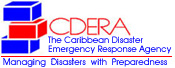 CDERA
The Caribbean Disaster
Emergency Response Agency
Managing Disasters with Preparedness